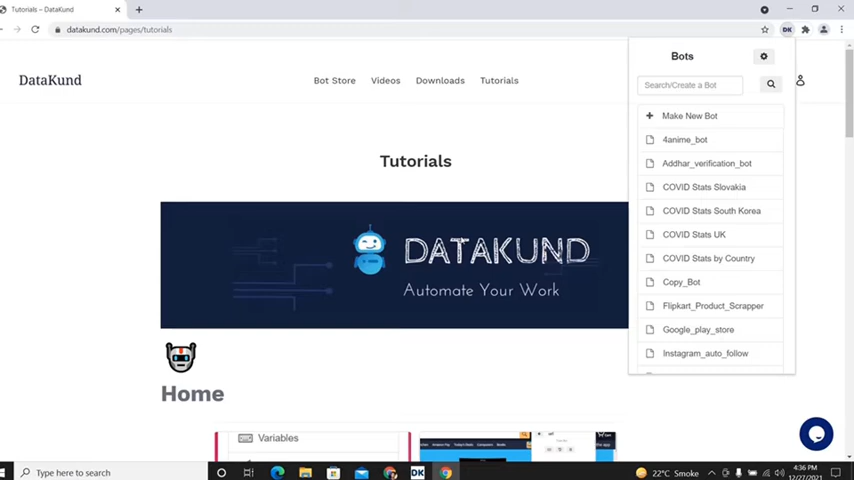 Tutorials – DataKund
datakund.com/pages/tutorials
DK
Bots
DataKund
Bot Store
Videos
Downloads
Tutorials
Search/Create a Bot
Make New Bot
4anime_bot
Addhar_verification_bot
COVID Stats Slovakia
COVID Stats South Korea
COVID Stats UK
COVID Stats by Country
Copy_Bot
Flipkart_Product_Scrapper
Google_play_store
Instagram_auto_follow
Tutorials
DATAKUND
Automate Your Work
Home
Variables
Type here to search
DK
22°C Smoke
4:36 PM
12/27/2021